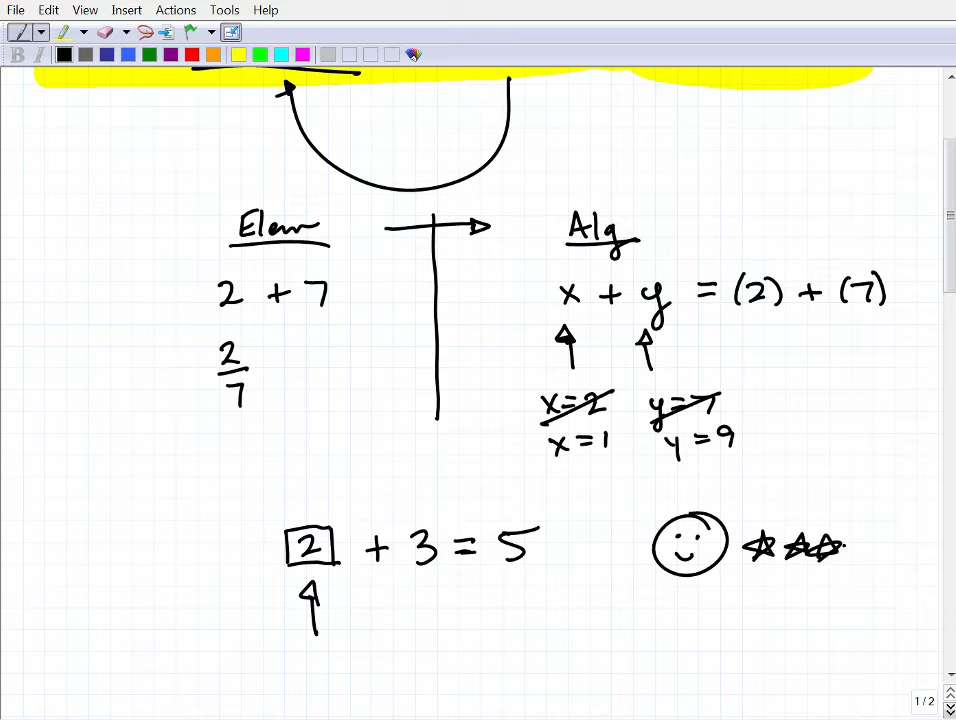 File Edit View Insert Actions Tools Help
B I
Elem Alg
2 + 7 x + y = (2) + (7)
2/7
x=2 y=7
x=1 y=9
2 + 3 = 5
1 / 2